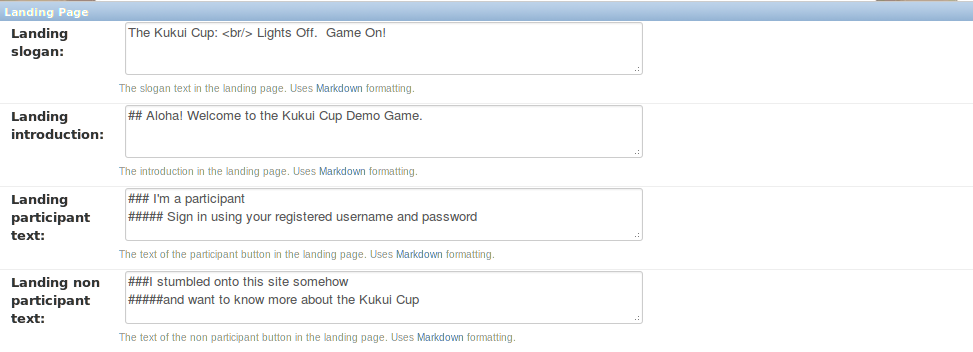 Landing Page
Landing slogan:
The Kukui Cup: <br/> Lights Off.  Game On!
The slogan text in the landing page. Uses Markdown formatting.
Landing introduction:
## Aloha! Welcome to the Kukui Cup Demo Game.
The introduction in the landing page. Uses Markdown formatting.
Landing participant text:
### I'm a participant
##### Sign in using your registered username and password
The text of the participant button in the landing page. Uses Markdown formatting.
Landing non participant text:
###I stumbled onto this site somehow
#####and want to know more about the Kukui Cup
The text of the non participant button in the landing page. Uses Markdown formatting.